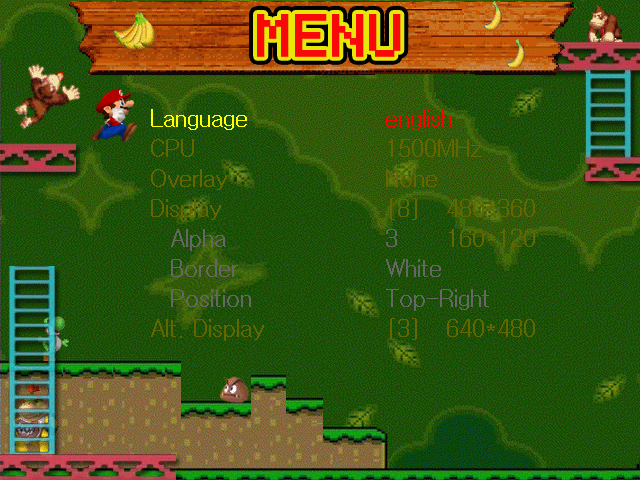 MENU
Language english
CPU 1500MHz
Overlay None
Display [8] 480*360
Alpha 3 160*120
Border White
Position Top-Right
Alt. Display [3] 640*480